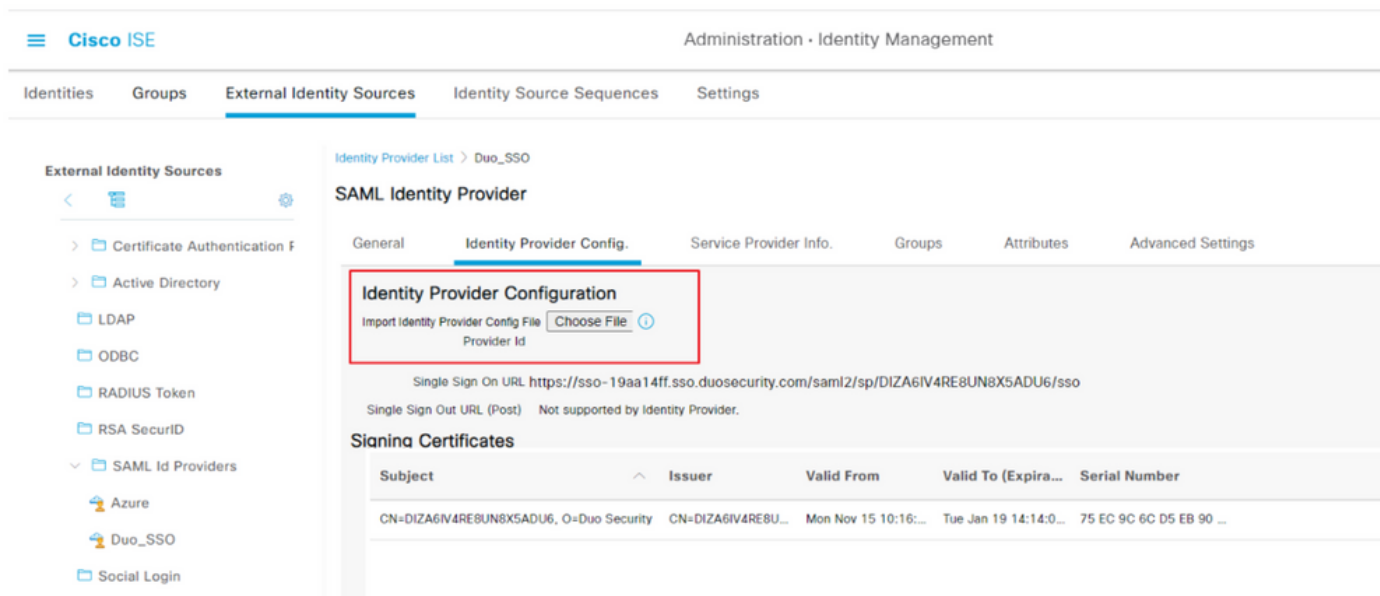 Cisco ISE
Administration · Identity Management
Identities Groups External Identity Sources Identity Source Sequences Settings
External Identity Sources
Certificate Authentication F
Active Directory
LDAP
ODBC
RADIUS Token
RSA SecurID
SAML Id Providers
Azure
Duo_SSO
Social Login
Identity Provider List > Duo_SSO
SAML Identity Provider
General Identity Provider Config. Service Provider Info. Groups Attributes Advanced Settings
Identity Provider Configuration
Import Identity Provider Config File Choose File
Provider Id
Single Sign On URL https://sso-19aa14ff.sso.duosecurity.com/saml2/sp/DIZA6IV4RE8UN8X5ADU6/sso
Single Sign Out URL (Post) Not supported by Identity Provider.
Signing Certificates
Subject Issuer Valid From Valid To (Expira... Serial Number
CN=DIZA6IV4RE8UN8X5ADU6, O=Duo Security CN=DIZA6IV4RE8U... Mon Nov 15 10:16:... Tue Jan 19 14:14:0... 75 EC 9C 6C D5 EB 90 ...